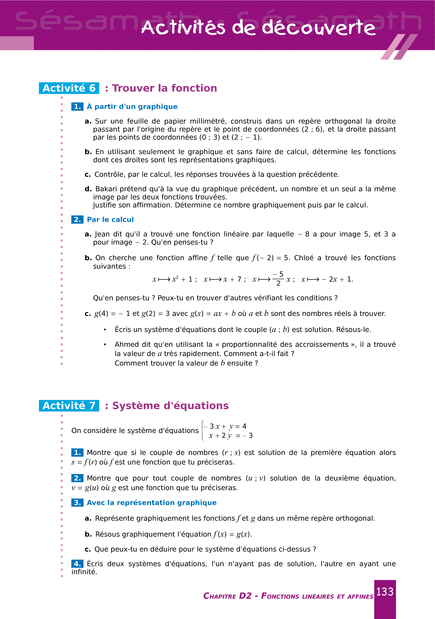 Sésamath
Sésamath
Activités de découverte
Activité 6 : Trouver la fonction
1. À partir d'un graphique
a. Sur une feuille de papier millimétré, construis dans un repère orthogonal la droite
passant par l'origine du repère et le point de coordonnées (2 ; 6), et la droite passant
par les points de coordonnées (0 ; 3) et (2 ; − 1).
b. En utilisant seulement le graphique et sans faire de calcul, détermine les fonctions
dont ces droites sont les représentations graphiques.
c. Contrôle, par le calcul, les réponses trouvées à la question précédente.
d. Bakari prétend qu'à la vue du graphique précédent, un nombre et un seul a la même
image par les deux fonctions trouvées.
Justifie son affirmation. Détermine ce nombre graphiquement puis par le calcul.
2. Par le calcul
a. Jean dit qu'il a trouvé une fonction linéaire par laquelle − 8 a pour image 5, et 3 a
pour image − 2. Qu'en penses-tu ?
b. On cherche une fonction affine f telle que f(− 2) = 5. Chloé a trouvé les fonctions
suivantes :
x ⟼ x² + 1 ; x ⟼ x + 7 ; x ⟼ −5/2 x ; x ⟼ − 2x + 1.
Qu'en penses-tu ? Peux-tu en trouver d'autres vérifiant les conditions ?
c. g(4) = − 1 et g(2) = 3 avec g(x) = ax + b où a et b sont des nombres réels à trouver.
• Écris un système d'équations dont le couple (a ; b) est solution. Résous-le.
• Ahmed dit qu'en utilisant la « proportionnalité des accroissements », il a trouvé
la valeur de a très rapidement. Comment a-t-il fait ?
Comment trouver la valeur de b ensuite ?
Activité 7 : Système d'équations
On considère le système d'équations { − 3x + y = 4
x + 2y = − 3
1. Montre que si le couple de nombres (r ; s) est solution de la première équation alors
s = f(r) où f est une fonction que tu préciseras.
2. Montre que pour tout couple de nombres (u ; v) solution de la deuxième équation,
v = g(u) où g est une fonction que tu préciseras.
3. Avec la représentation graphique
a. Représente graphiquement les fonctions f et g dans un même repère orthogonal.
b. Résous graphiquement l'équation f(x) = g(x).
c. Que peux-tu en déduire pour le système d'équations ci-dessus ?
4. Écris deux systèmes d'équations, l'un n'ayant pas de solution, l'autre en ayant une
infinité.
CHAPITRE D2 - FONCTIONS LINÉAIRES ET AFFINES 133